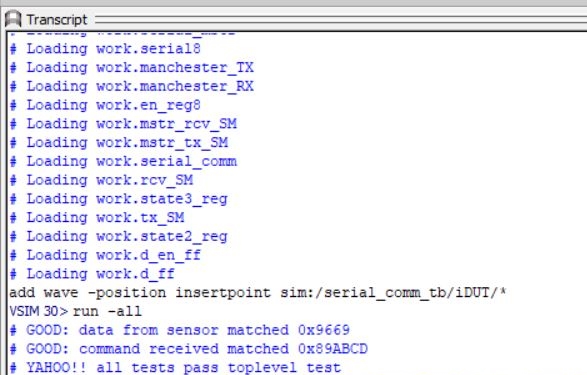 Transcript
# Loading work.serial8
# Loading work.manchester_TX
# Loading work.manchester_RX
# Loading work.en_reg8
# Loading work.mstr_rcv_SM
# Loading work.mstr_tx_SM
# Loading work.serial_comm
# Loading work.rcv_SM
# Loading work.state3_reg
# Loading work.tx_SM
# Loading work.state2_reg
# Loading work.d_en_ff
# Loading work.d_ff
add wave -position insertpoint sim:/serial_comm_tb/iDUT/*
VSIM 30> run -all
# GOOD: data from sensor matched 0x9669
# GOOD: command received matched 0x89ABCD
# YAHOO!! all tests pass toplevel test